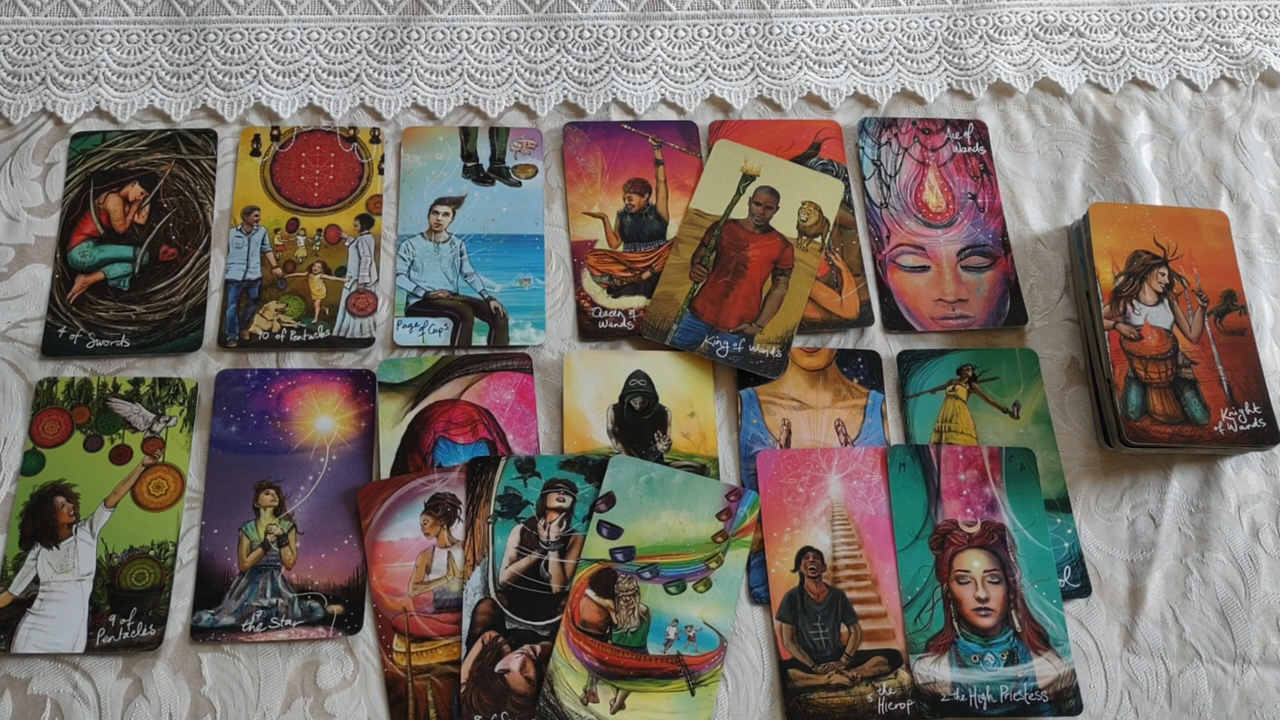 Ace of
Wands
4 of Swords
10 of Pentacles
Page of Cups
Queen of
Wands
King of Wands
Knight
of Wands
9 of
Pentacles
the Star
5 the
Hierop
2-the High Priestess